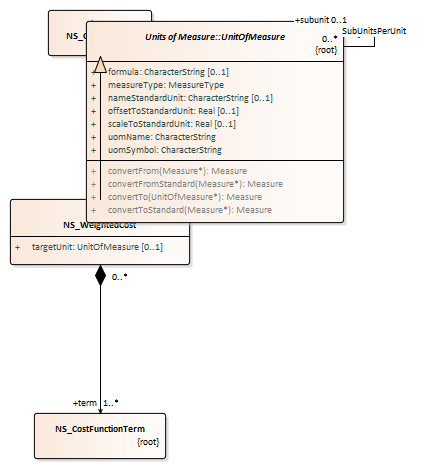 +subunit 0..1
SubUnitsPerUnit
NS_C
Units of Measure::UnitOfMeasure
0..*
{root}
+ formula: CharacterString [0..1]
+ measureType: MeasureType
+ nameStandardUnit: CharacterString [0..1]
+ offsetToStandardUnit: Real [0..1]
+ scaleToStandardUnit: Real [0..1]
+ uomName: CharacterString
+ uomSymbol: CharacterString
+ convertFrom(Measure*): Measure
+ convertFromStandard(Measure*): Measure
+ convertTo(UnitOfMeasure*): Measure
+ convertToStandard(Measure*): Measure
NS_WeightedCost
+ targetUnit: UnitOfMeasure [0..1]
0..*
+term 1..*
NS_CostFunctionTerm
{root}